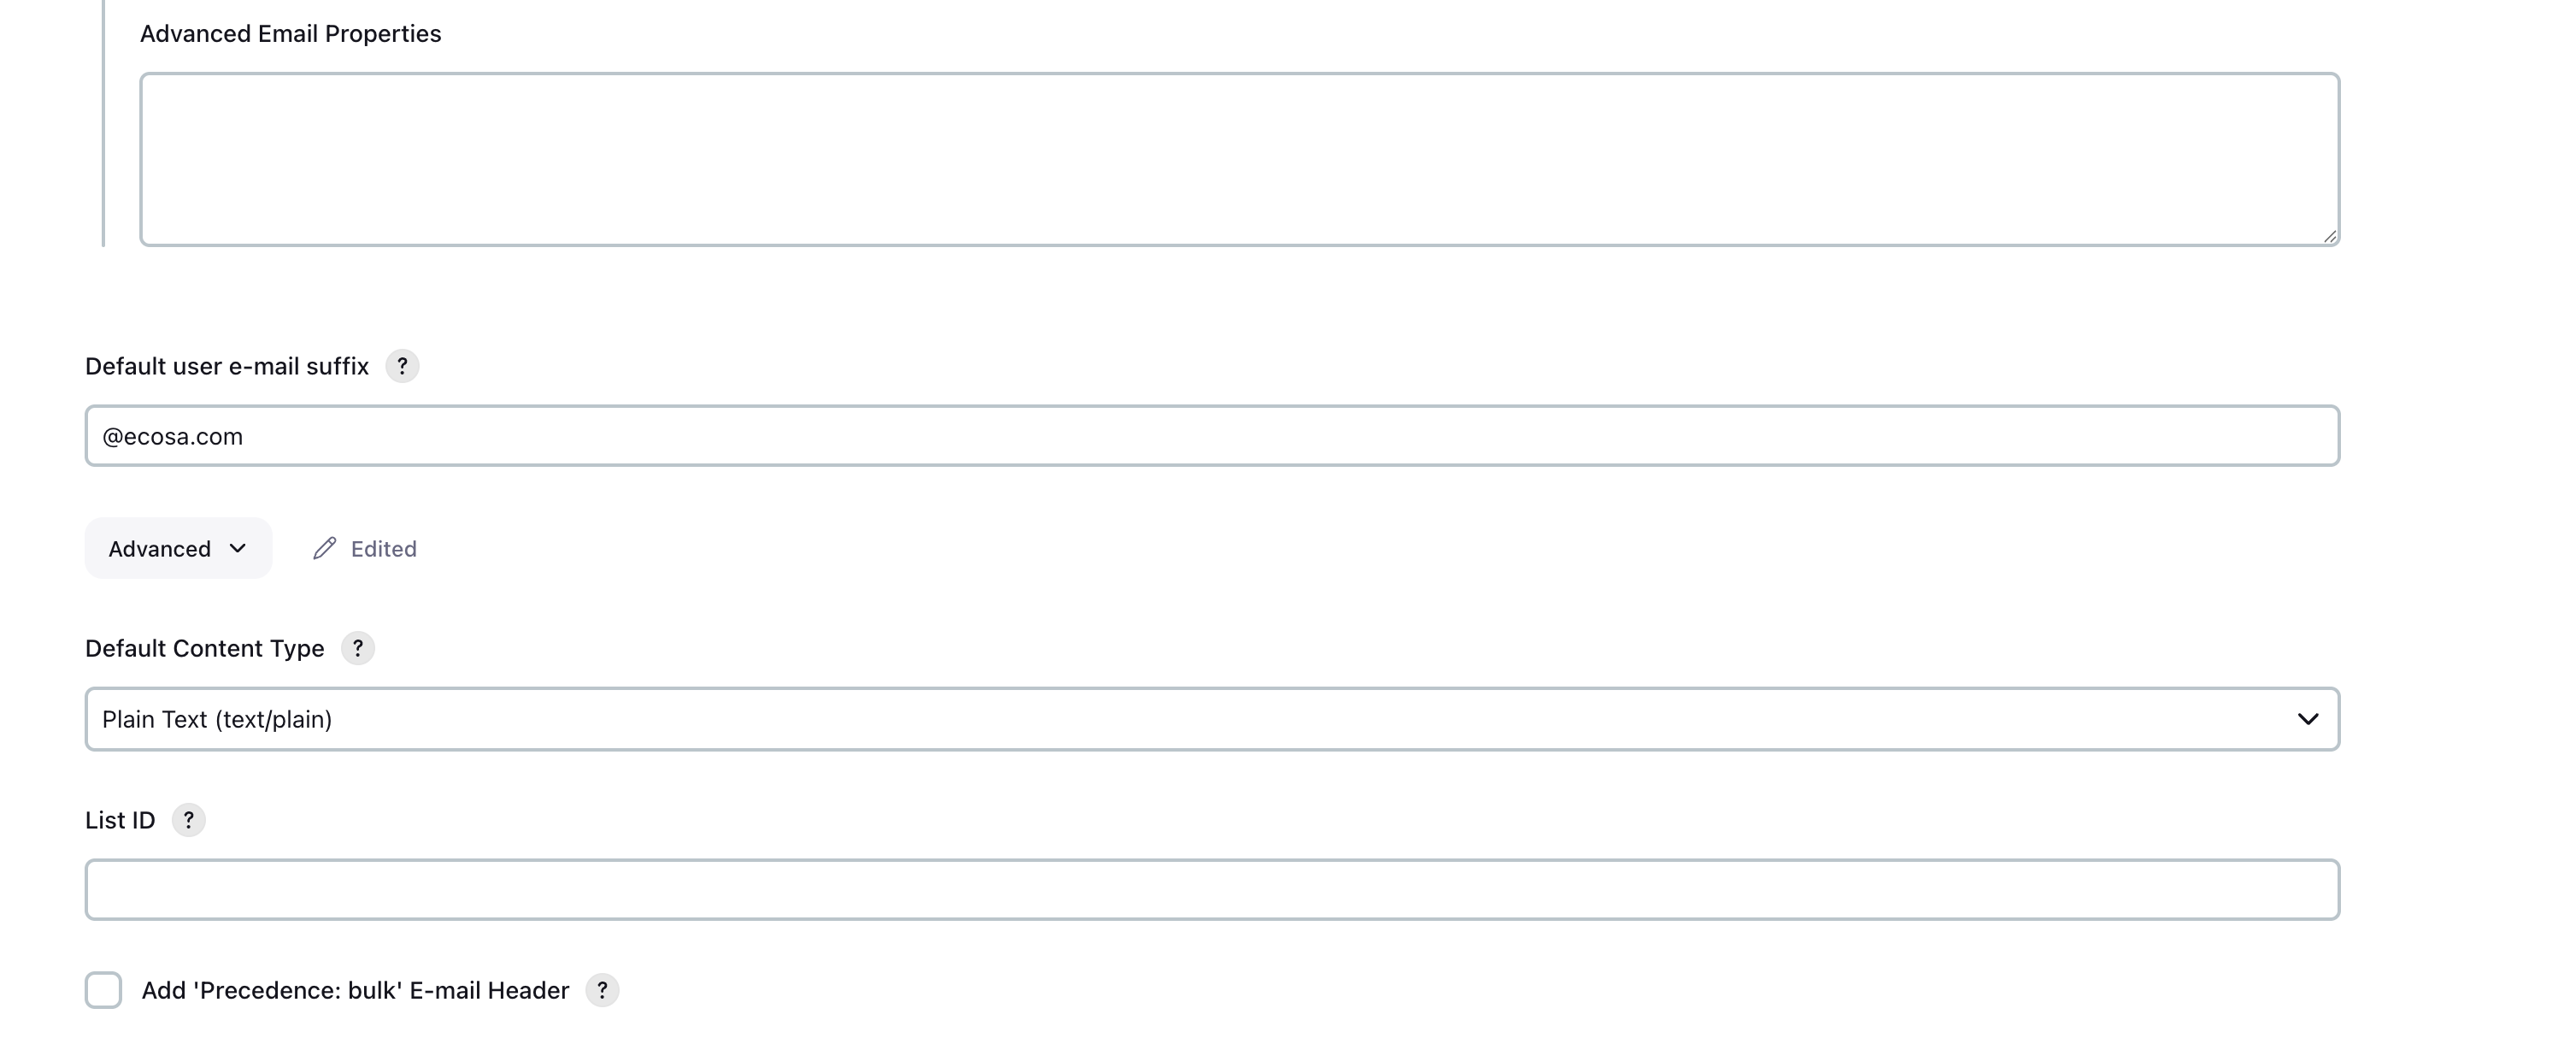 Advanced Email Properties
Default user e-mail suffix ?
@ecosa.com
Advanced Edited
Default Content Type ?
Plain Text (text/plain)
List ID ?
Add 'Precedence: bulk' E-mail Header ?